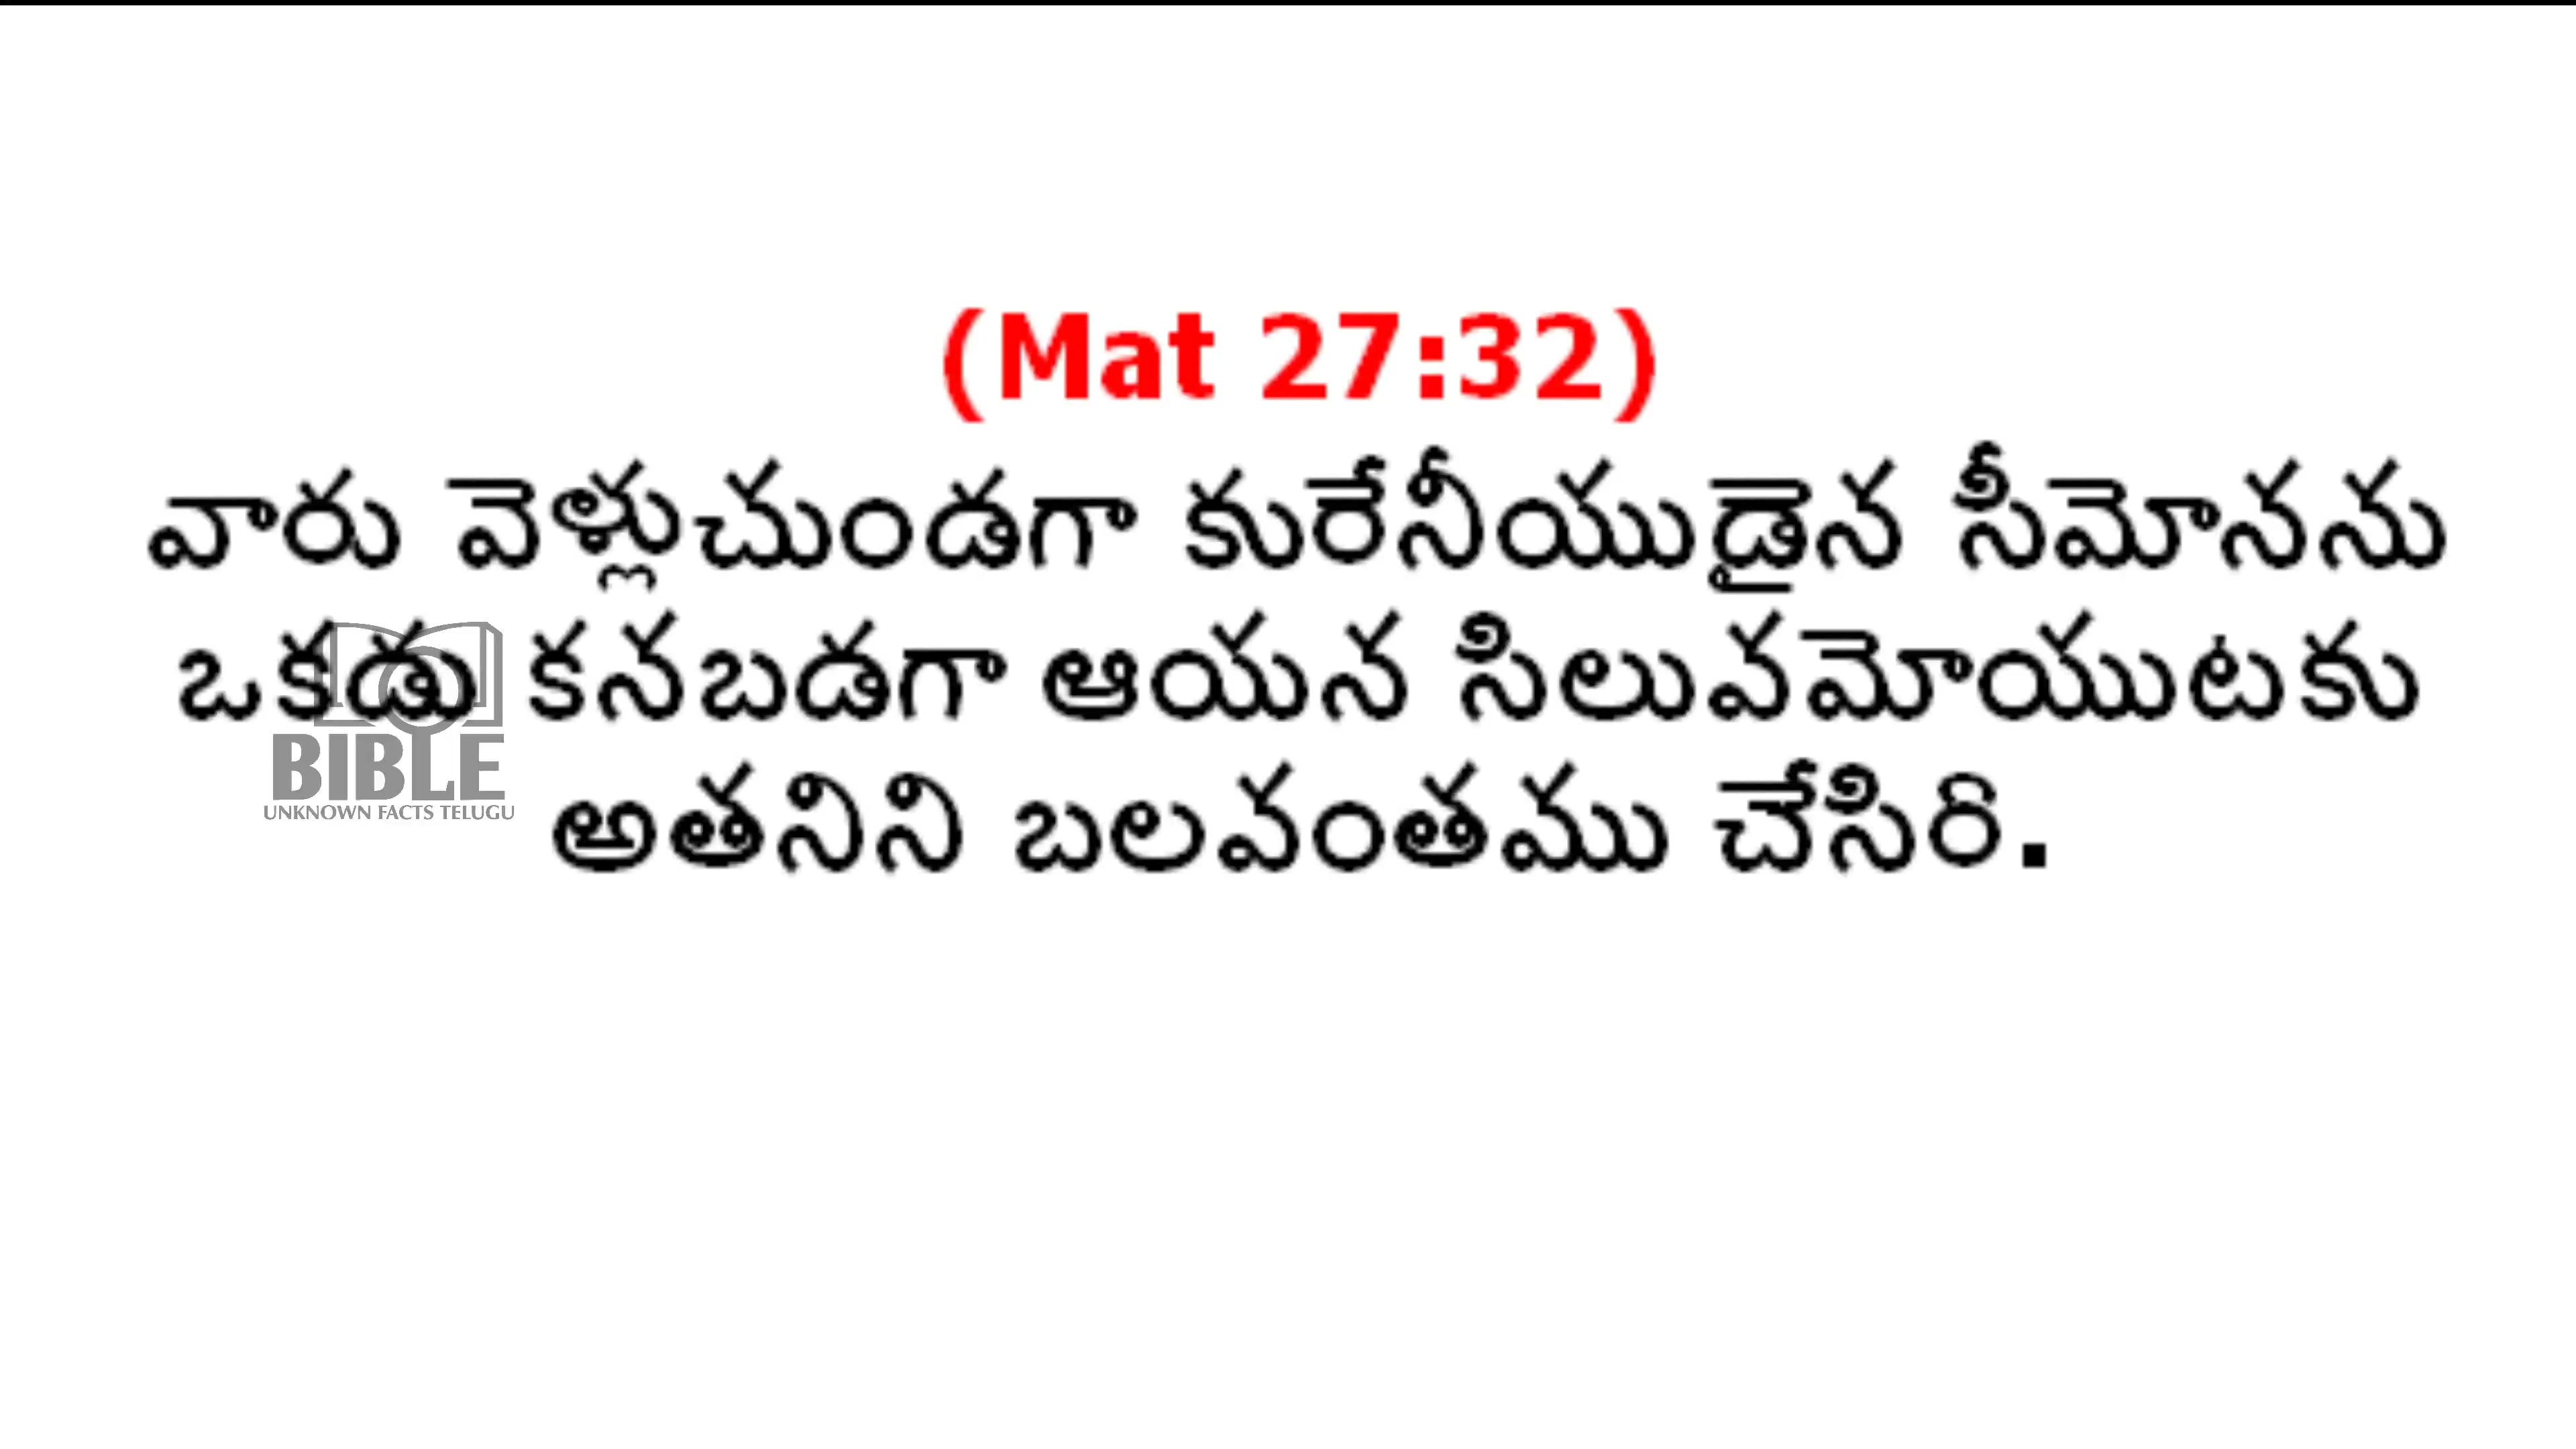 (Mat 27:32)
వారు వెళ్లుచుండగా కురేనీయుడైన సీమోనను
ఒకడు కనబడగా ఆయన సిలువమోయుటకు
అతనిని బలవంతము చేసిరి.
BIBLE
UNKNOWN FACTS TELUGU